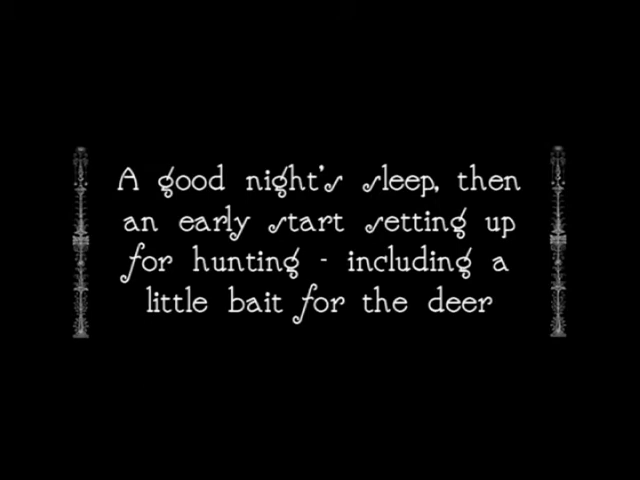 A good night's sleep, then
an early start setting up
for hunting - including a
little bait for the deer